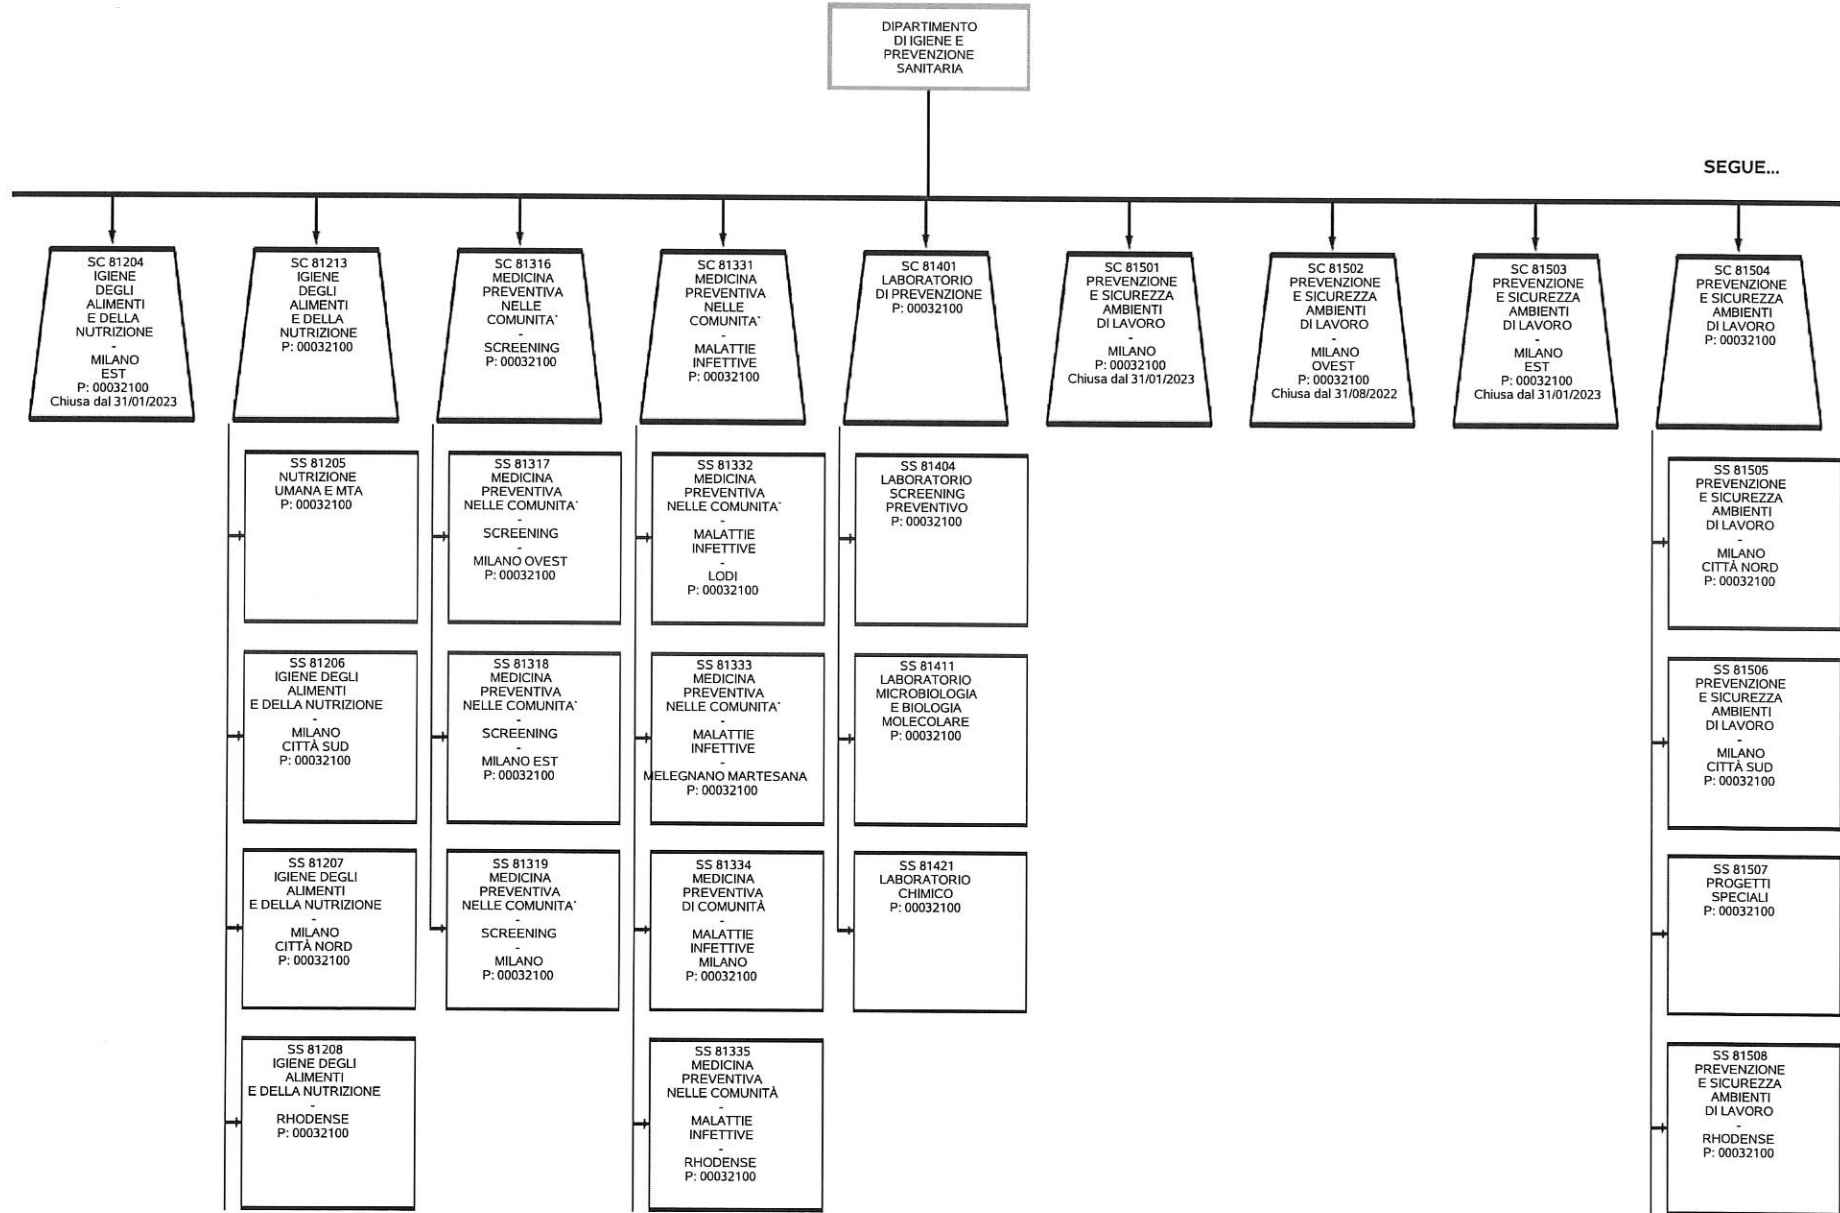 DIPARTIMENTO
DI IGIENE E
PREVENZIONE
SANITARIA
SEGUE...
SC 81204
IGIENE
DEGLI
ALIMENTI
E DELLA
NUTRIZIONE
-
MILANO
EST
P: 00032100
Chiusa dal 31/01/2023
SC 81213
IGIENE
DEGLI
ALIMENTI
E DELLA
NUTRIZIONE
P: 00032100
SC 81316
MEDICINA
PREVENTIVA
NELLE
COMUNITA`
-
SCREENING
P: 00032100
SC 81331
MEDICINA
PREVENTIVA
NELLE
COMUNITA`
-
MALATTIE
INFETTIVE
P: 00032100
SC 81401
LABORATORIO
DI PREVENZIONE
P: 00032100
SC 81501
PREVENZIONE
E SICUREZZA
AMBIENTI
DI LAVORO
-
MILANO
P: 00032100
Chiusa dal 31/01/2023
SC 81502
PREVENZIONE
E SICUREZZA
AMBIENTI
DI LAVORO
-
MILANO
OVEST
P: 00032100
Chiusa dal 31/08/2022
SC 81503
PREVENZIONE
E SICUREZZA
AMBIENTI
DI LAVORO
-
MILANO
EST
P: 00032100
Chiusa dal 31/01/2023
SC 81504
PREVENZIONE
E SICUREZZA
AMBIENTI
DI LAVORO
P: 00032100
SS 81205
NUTRIZIONE
UMANA E MTA
P: 00032100
SS 81317
MEDICINA
PREVENTIVA
NELLE COMUNITA`
-
SCREENING
-
MILANO OVEST
P: 00032100
SS 81332
MEDICINA
PREVENTIVA
NELLE COMUNITA`
-
MALATTIE
INFETTIVE
-
LODI
P: 00032100
SS 81404
LABORATORIO
SCREENING
PREVENTIVO
P: 00032100
SS 81505
PREVENZIONE
E SICUREZZA
AMBIENTI
DI LAVORO
-
MILANO
CITTÀ NORD
P: 00032100
SS 81206
IGIENE DEGLI
ALIMENTI
E DELLA NUTRIZIONE
-
MILANO
CITTÀ SUD
P: 00032100
SS 81318
MEDICINA
PREVENTIVA
NELLE COMUNITA`
-
SCREENING
-
MILANO EST
P: 00032100
SS 81333
MEDICINA
PREVENTIVA
NELLE COMUNITA`
-
MALATTIE
INFETTIVE
-
MELEGNANO MARTESANA
P: 00032100
SS 81411
LABORATORIO
MICROBIOLOGIA
E BIOLOGIA
MOLECOLARE
P: 00032100
SS 81506
PREVENZIONE
E SICUREZZA
AMBIENTI
DI LAVORO
-
MILANO
CITTÀ SUD
P: 00032100
SS 81207
IGIENE DEGLI
ALIMENTI
E DELLA NUTRIZIONE
-
MILANO
CITTÀ NORD
P: 00032100
SS 81319
MEDICINA
PREVENTIVA
NELLE COMUNITA`
-
SCREENING
-
MILANO
P: 00032100
SS 81334
MEDICINA
PREVENTIVA
DI COMUNITÀ
-
MALATTIE
INFETTIVE
MILANO
P: 00032100
SS 81421
LABORATORIO
CHIMICO
P: 00032100
SS 81507
PROGETTI
SPECIALI
P: 00032100
SS 81208
IGIENE DEGLI
ALIMENTI
E DELLA NUTRIZIONE
-
RHODENSE
P: 00032100
SS 81335
MEDICINA
PREVENTIVA
NELLE COMUNITÀ
-
MALATTIE
INFETTIVE
-
RHODENSE
P: 00032100
SS 81508
PREVENZIONE
E SICUREZZA
AMBIENTI
DI LAVORO
-
RHODENSE
P: 00032100